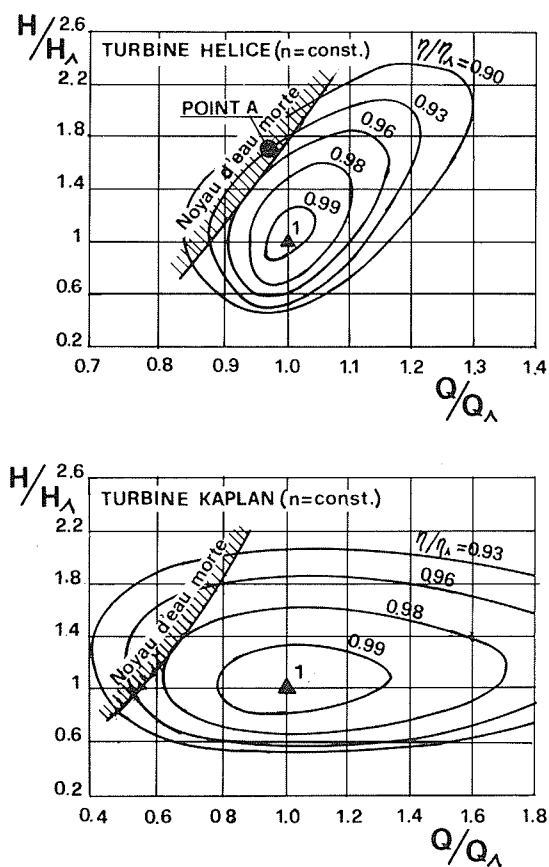 H/H^
2.6
TURBINE HELICE (n=const.)
η/η^=0.90
2.2
0.93
POINT A
1.8
0.96
Noyau d'eau morte
0.98
1.4
0.99
1
1
0.6
0.2
0.7 0.8 0.9 1.0 1.1 1.2 1.3 1.4
Q/Q^
H/H^
2.6
TURBINE KAPLAN (n=const.)
2.2
η/η^=0.93
1.8
0.96
Noyau d'eau morte
0.98
1.4
0.99
1
1
0.6
0.2
0.4 0.6 0.8 1.0 1.2 1.4 1.6 1.8
Q/Q^